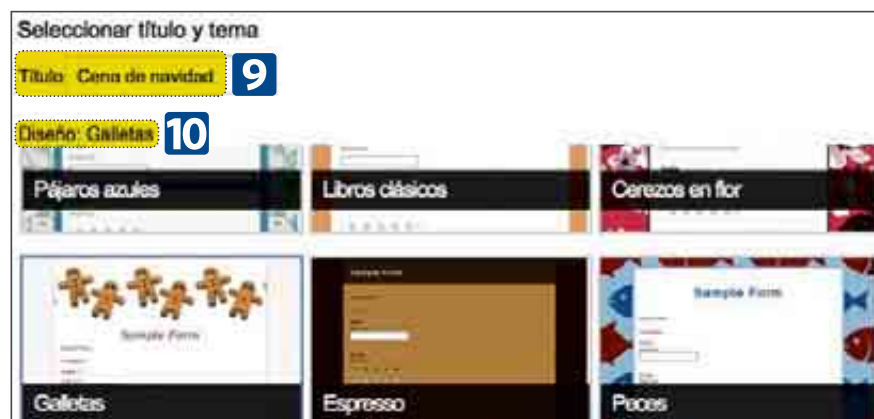 Seleccionar título y tema
Título: Cena de navidad 9
Diseño: Galletas 10
Pájaros azules
Libros clásicos
Cerezos en flor
Sample Form
Sample Form
Sample Form
Galletas
Espresso
Peces